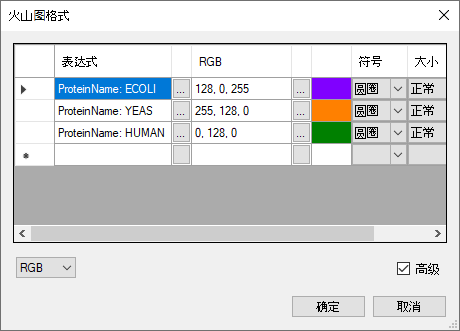 火山图格式
表达式 RGB 符号 大小
ProteinName: ECOLI ... 128, 0, 255 ... 圆圈 正常
ProteinName: YEAS ... 255, 128, 0 ... 圆圈 正常
ProteinName: HUMAN ... 0, 128, 0 ... 圆圈 正常
... ...
RGB 高级
确定 取消